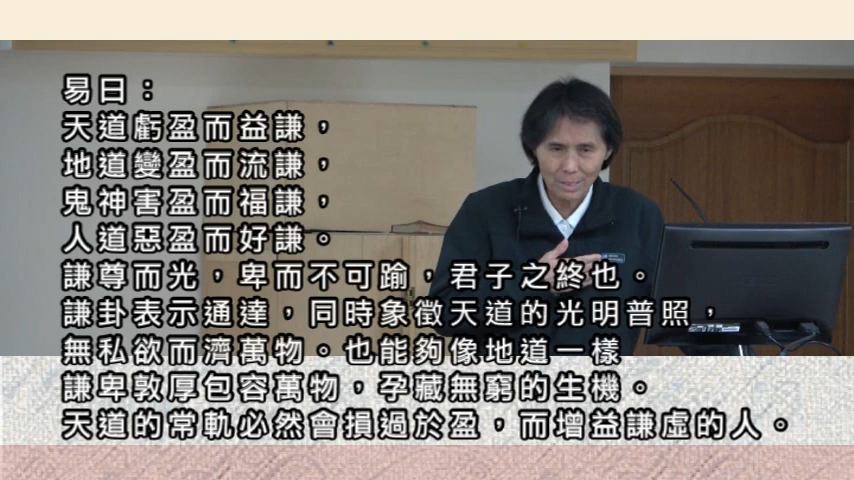 易曰：
天道虧盈而益謙，
地道變盈而流謙，
鬼神害盈而福謙，
人道惡盈而好謙。
謙尊而光，卑而不可踰，君子之終也。
謙卦表示通達，同時象徵天道的光明普照，
無私欲而濟萬物。也能夠像地道一樣
謙卑敦厚包容萬物，孕藏無窮的生機。
天道的常軌必然會損過於盈，而增益謙虛的人。